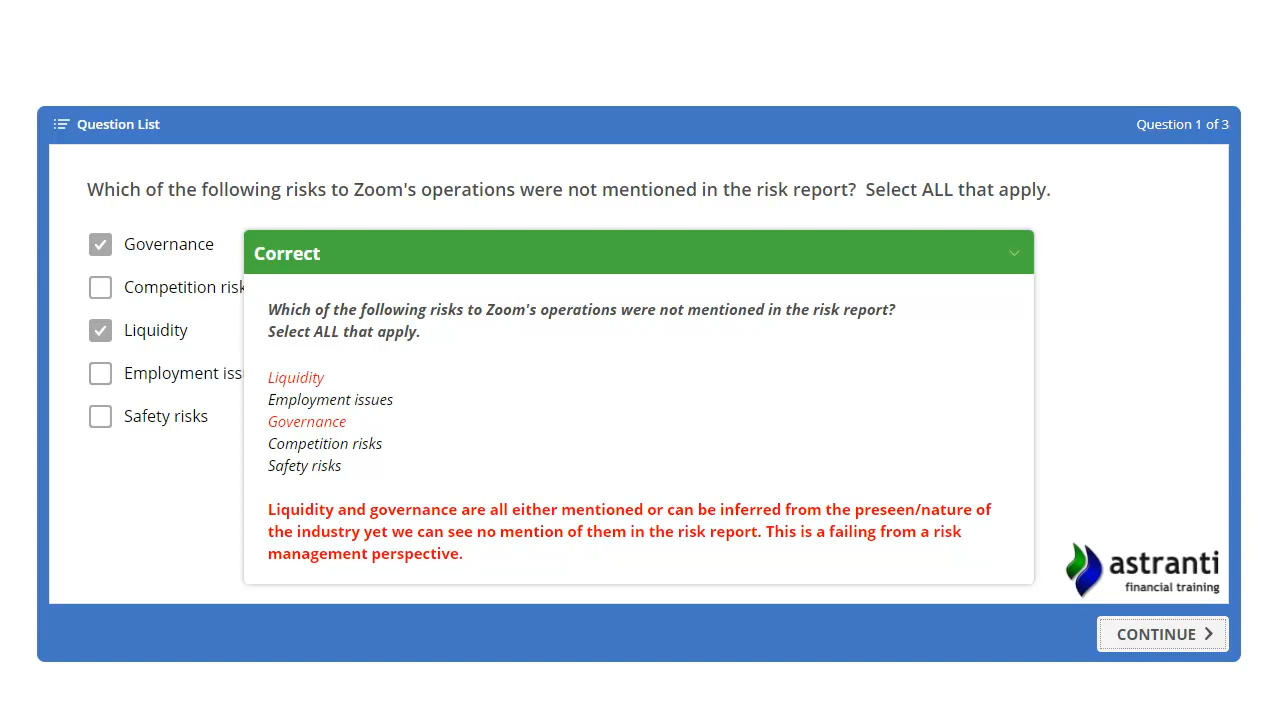 Question List
Question 1 of 3
Which of the following risks to Zoom's operations were not mentioned in the risk report?  Select ALL that apply.
Governance
Competition risk
Liquidity
Employment iss
Safety risks
Correct
Which of the following risks to Zoom's operations were not mentioned in the risk report?
Select ALL that apply.
Liquidity
Employment issues
Governance
Competition risks
Safety risks
Liquidity and governance are all either mentioned or can be inferred from the preseen/nature of
the industry yet we can see no mention of them in the risk report. This is a failing from a risk
management perspective.
astranti
financial training
CONTINUE